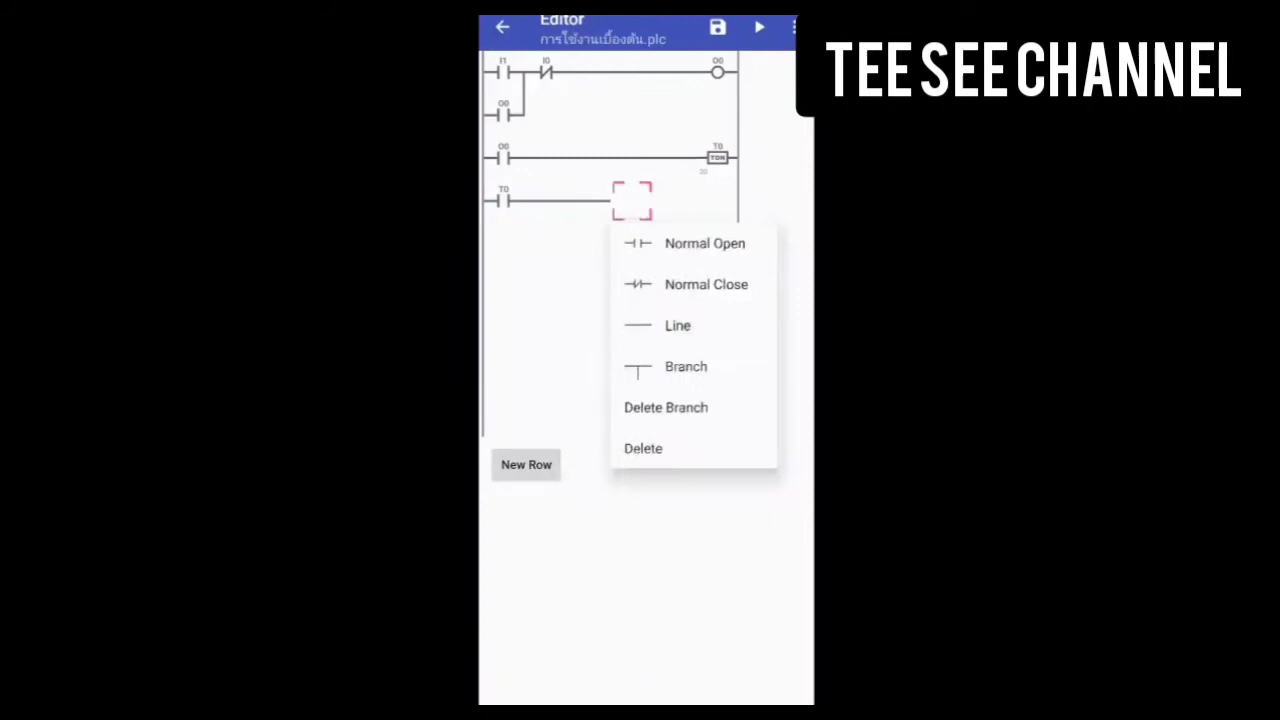 Editor
การใช้งานเบื้องต้น.plc
TEE SEE CHANNEL
I1
I0
O0
O0
O0
T0
TON
20
T0
Normal Open
Normal Close
Line
Branch
Delete Branch
Delete
New Row